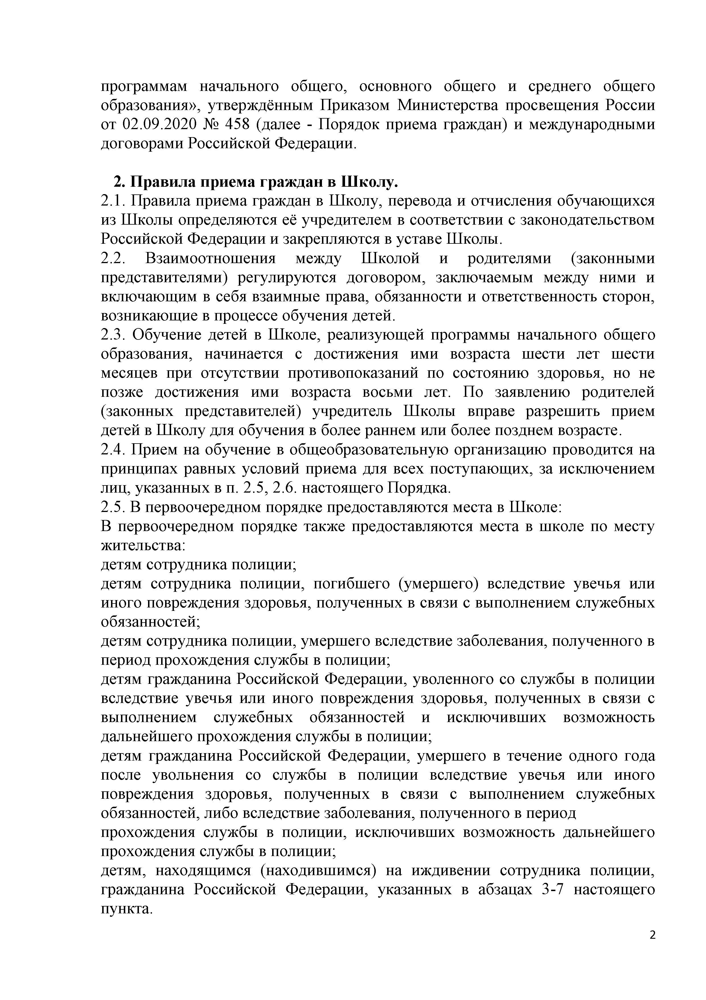 программам начального общего, основного общего и среднего общего
образования», утверждённым Приказом Министерства просвещения России
от 02.09.2020 № 458 (далее - Порядок приема граждан) и международными
договорами Российской Федерации.
2. Правила приема граждан в Школу.
2.1. Правила приема граждан в Школу, перевода и отчисления обучающихся
из Школы определяются её учредителем в соответствии с законодательством
Российской Федерации и закрепляются в уставе Школы.
2.2. Взаимоотношения между Школой и родителями (законными
представителями) регулируются договором, заключаемым между ними и
включающим в себя взаимные права, обязанности и ответственность сторон,
возникающие в процессе обучения детей.
2.3. Обучение детей в Школе, реализующей программы начального общего
образования, начинается с достижения ими возраста шести лет шести
месяцев при отсутствии противопоказаний по состоянию здоровья, но не
позже достижения ими возраста восьми лет. По заявлению родителей
(законных представителей) учредитель Школы вправе разрешить прием
детей в Школу для обучения в более раннем или более позднем возрасте.
2.4. Прием на обучение в общеобразовательную организацию проводится на
принципах равных условий приема для всех поступающих, за исключением
лиц, указанных в п. 2.5, 2.6. настоящего Порядка.
2.5. В первоочередном порядке предоставляются места в Школе:
В первоочередном порядке также предоставляются места в школе по месту
жительства:
детям сотрудника полиции;
детям сотрудника полиции, погибшего (умершего) вследствие увечья или
иного повреждения здоровья, полученных в связи с выполнением служебных
обязанностей;
детям сотрудника полиции, умершего вследствие заболевания, полученного в
период прохождения службы в полиции;
детям гражданина Российской Федерации, уволенного со службы в полиции
вследствие увечья или иного повреждения здоровья, полученных в связи с
выполнением служебных обязанностей и исключивших возможность
дальнейшего прохождения службы в полиции;
детям гражданина Российской Федерации, умершего в течение одного года
после увольнения со службы в полиции вследствие увечья или иного
повреждения здоровья, полученных в связи с выполнением служебных
обязанностей, либо вследствие заболевания, полученного в период
прохождения службы в полиции, исключивших возможность дальнейшего
прохождения службы в полиции;
детям, находящимся (находившимся) на иждивении сотрудника полиции,
гражданина Российской Федерации, указанных в абзацах 3-7 настоящего
пункта.
2